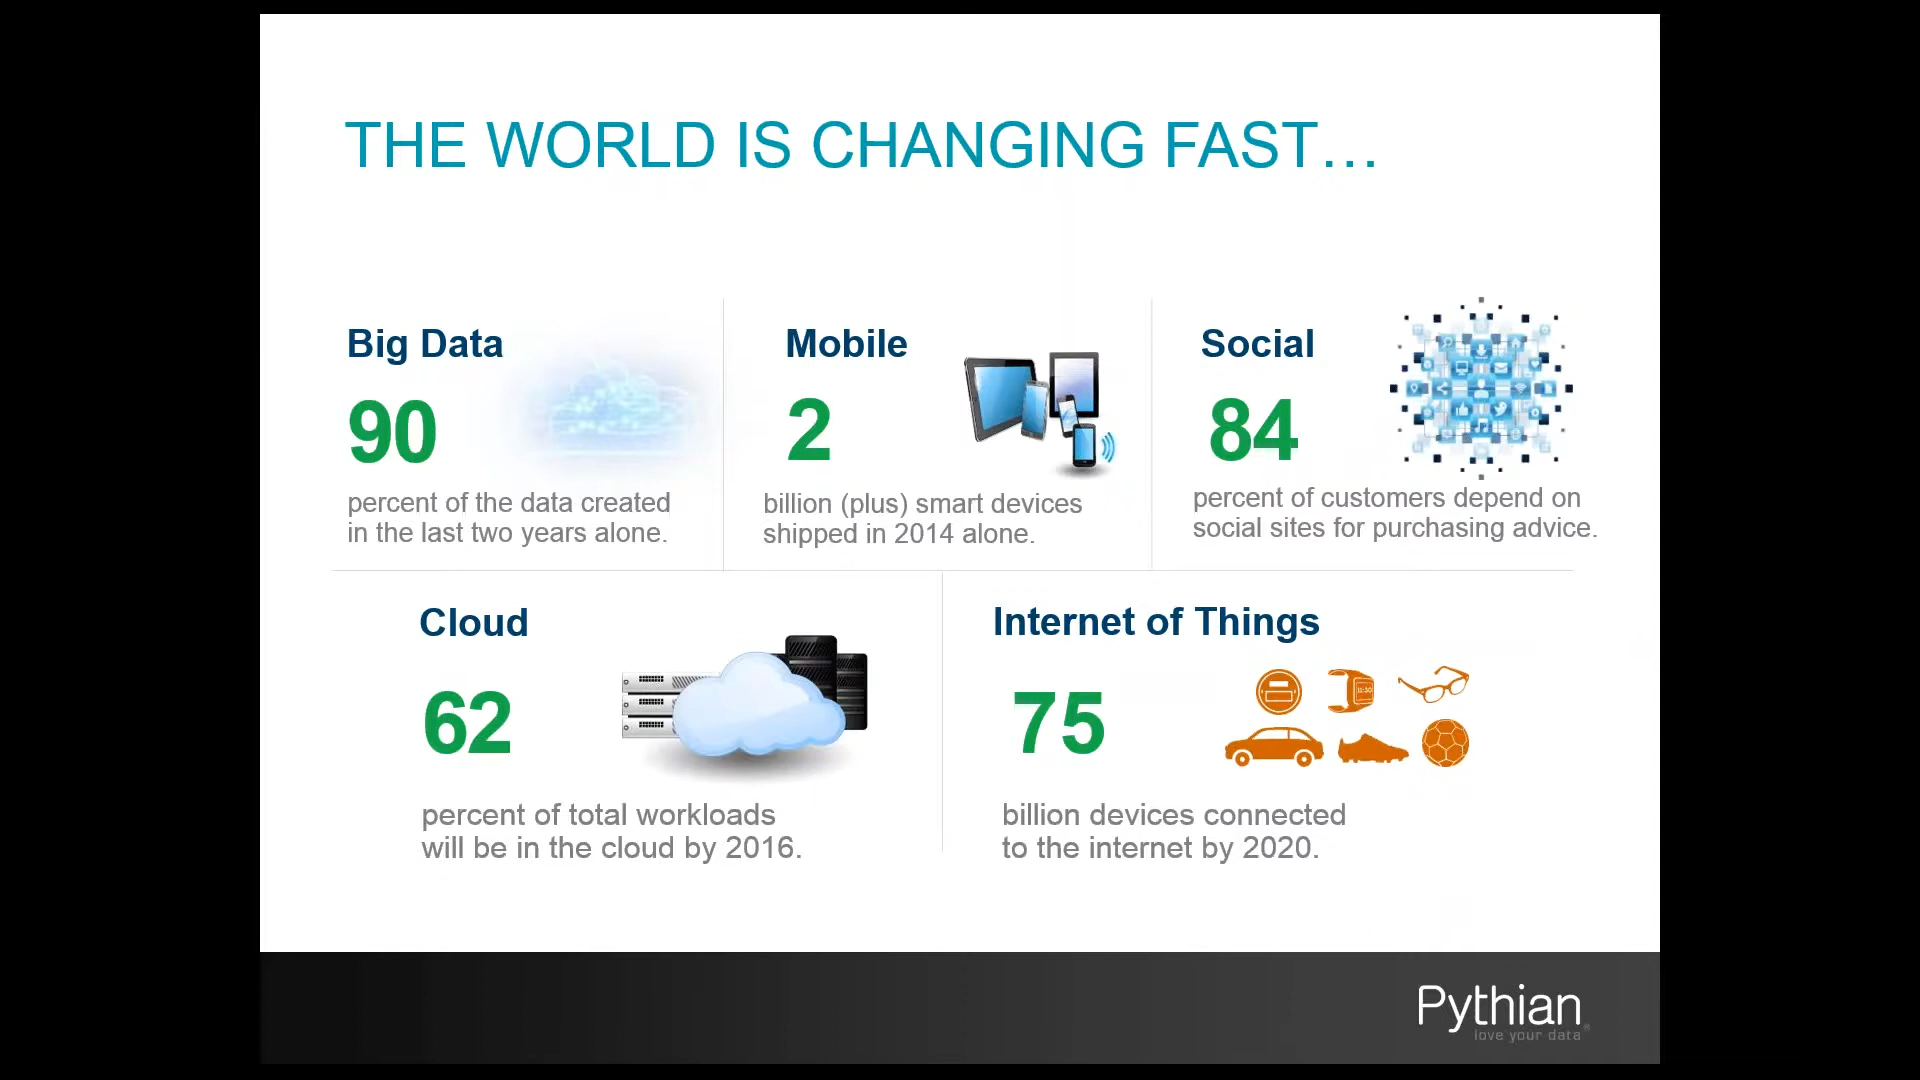 THE WORLD IS CHANGING FAST...
Big Data
90
percent of the data created
in the last two years alone.
Mobile
2
billion (plus) smart devices
shipped in 2014 alone.
Social
84
percent of customers depend on
social sites for purchasing advice.
Cloud
62
percent of total workloads
will be in the cloud by 2016.
Internet of Things
75
11:30
billion devices connected
to the internet by 2020.
Pythian
love your data®